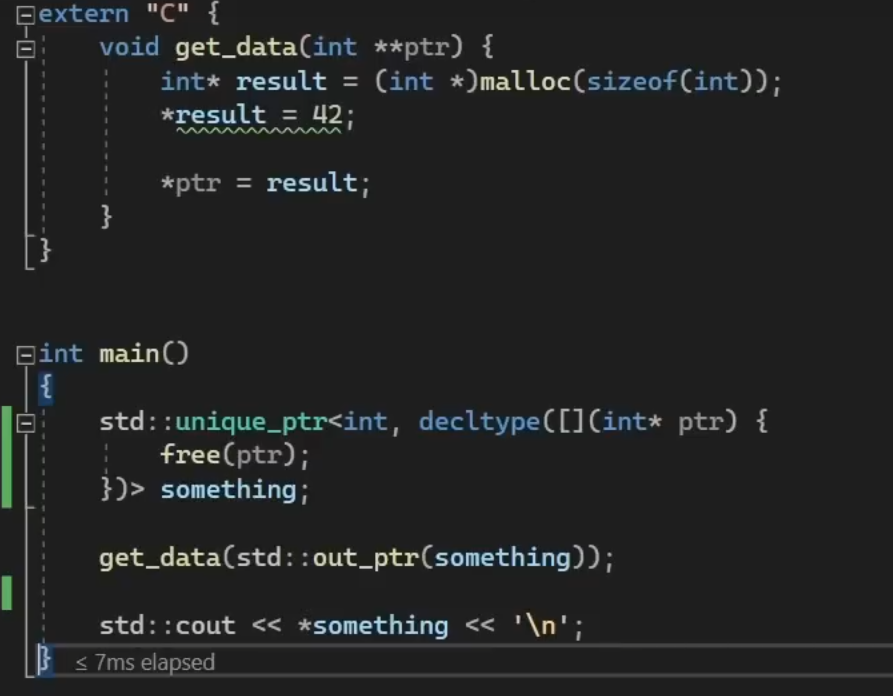 extern "C" {
    void get_data(int **ptr) {
        int* result = (int *)malloc(sizeof(int));
        *result = 42;

        *ptr = result;
    }
}

int main()
{
    std::unique_ptr<int, decltype([](int* ptr) {
        free(ptr);
    })> something;

    get_data(std::out_ptr(something));

    std::cout << *something << '\n';
} ≤ 7ms elapsed